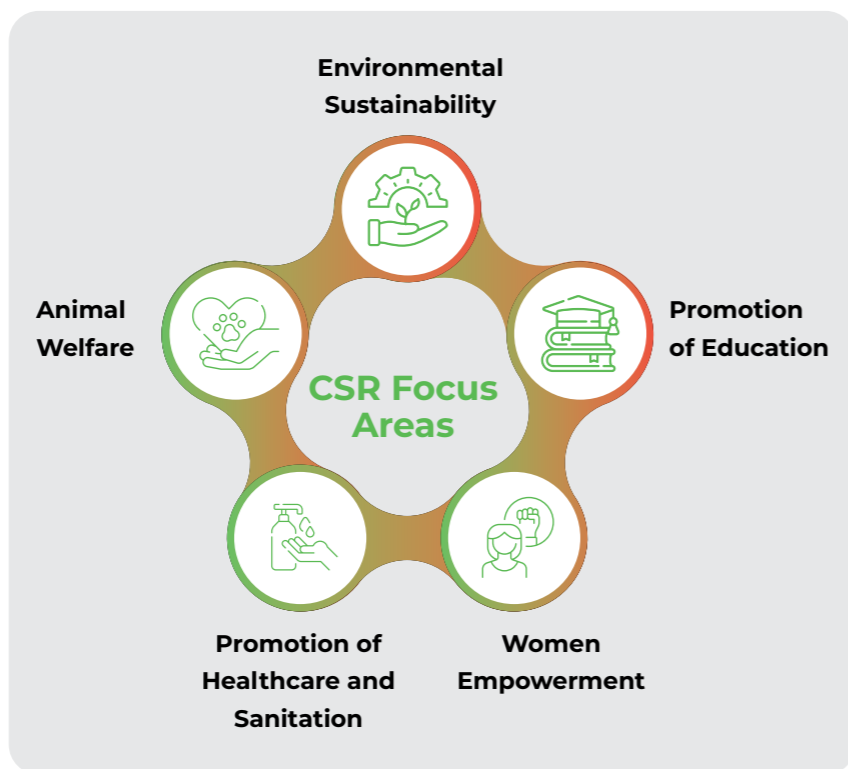 Environmental
Sustainability
Animal
Welfare
Promotion
of Education
CSR Focus
Areas
Promotion of
Healthcare and
Sanitation
Women
Empowerment